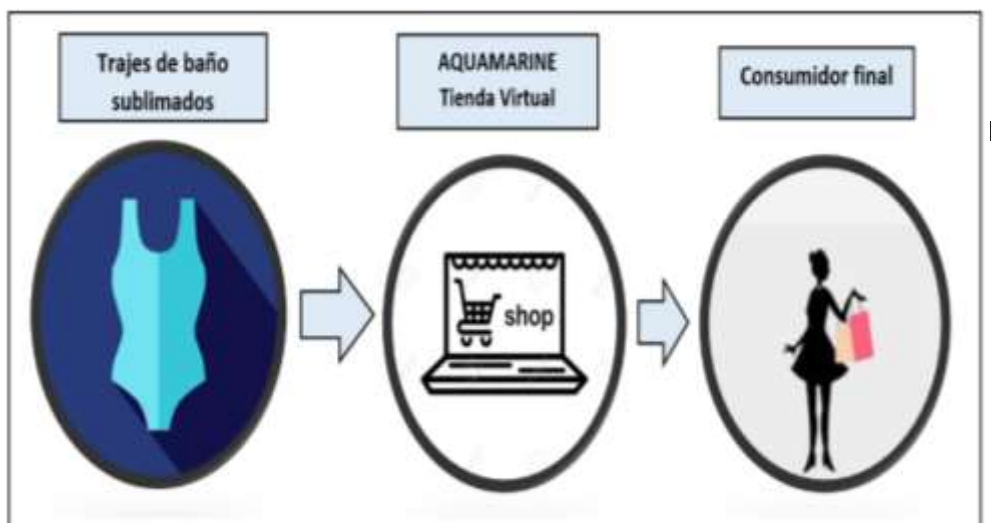 Trajes de baño
sublimados
AQUAMARINE
Tienda Virtual
Consumidor final
shop